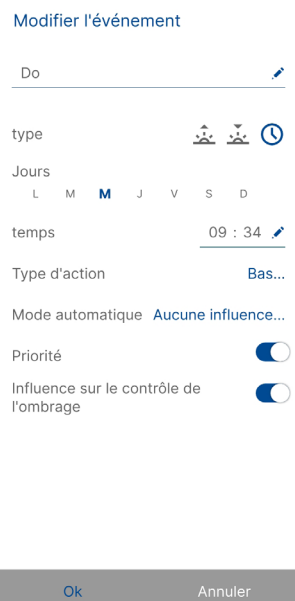 Modifier l'événement
Do
type
Jours
L M M J V S D
temps 09 : 34
Type d'action Bas...
Mode automatique Aucune influence...
Priorité
Influence sur le contrôle de
l'ombrage
Ok Annuler